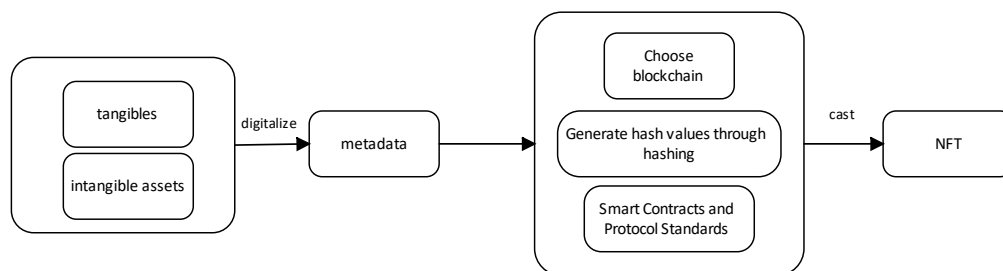 tangibles
intangible assets
digitalize
metadata
Choose
blockchain
Generate hash values through
hashing
Smart Contracts and
Protocol Standards
cast
NFT